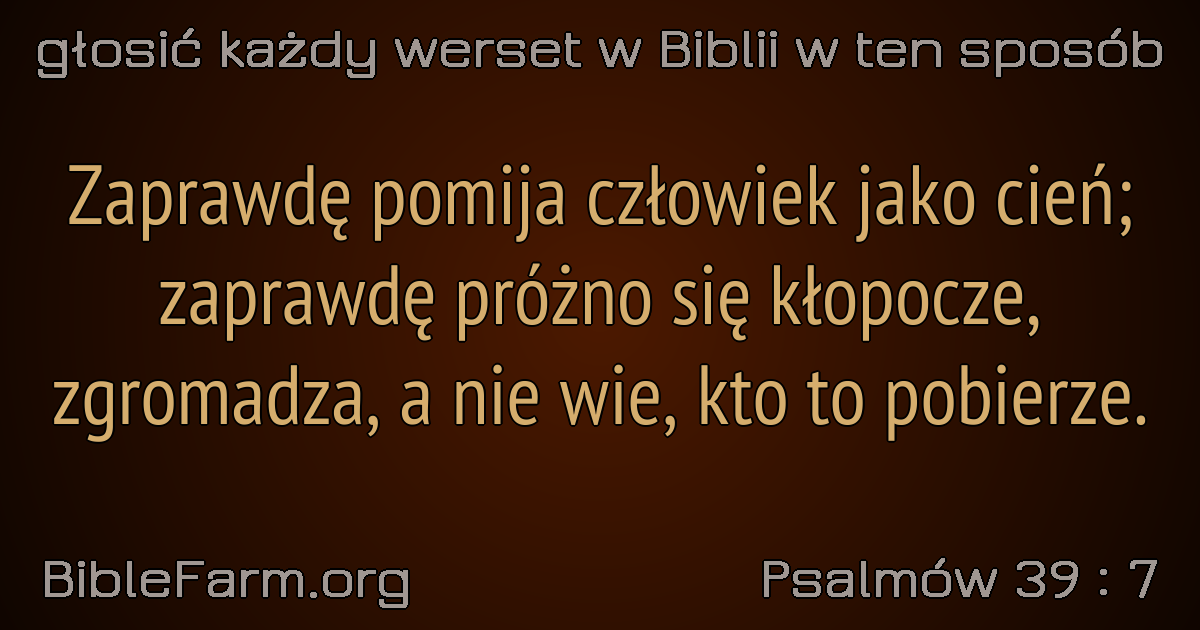 głosić każdy werset w Biblii w ten sposób
Zaprawdę pomija człowiek jako cień;
zaprawdę próżno się kłopocze,
zgromadza, a nie wie, kto to pobierze.
BibleFarm.org
Psalmów 39 : 7